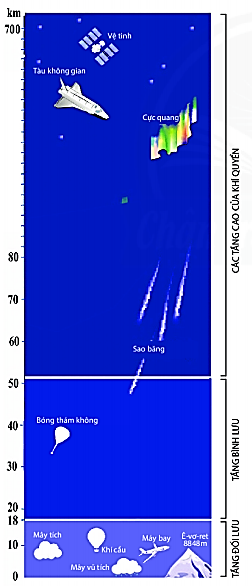 km
700
Vệ tinh
Tàu không gian
Cực quang
CÁC TẦNG CAO CỦA KHÍ QUYỂN
80
70
60
Sao băng
50
40
30
20
Bóng thám không
TẦNG BÌNH LƯU
18
10
0
Mây tích
Khí cầu
Mây vũ tích
Máy bay
Ê-vơ-ret
8848m
TẦNG ĐỐI LƯU